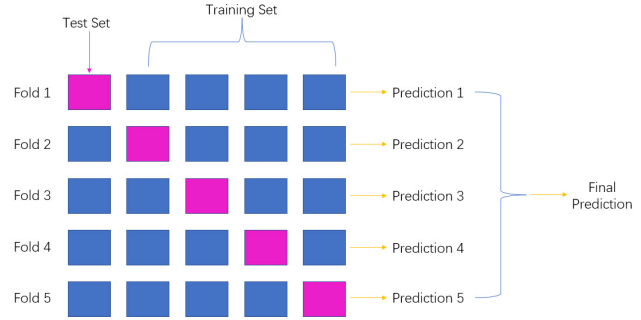 Training Set
Test Set
Fold 1
Prediction 1
Fold 2
Prediction 2
Fold 3
Prediction 3
Final
Prediction
Fold 4
Prediction 4
Fold 5
Prediction 5